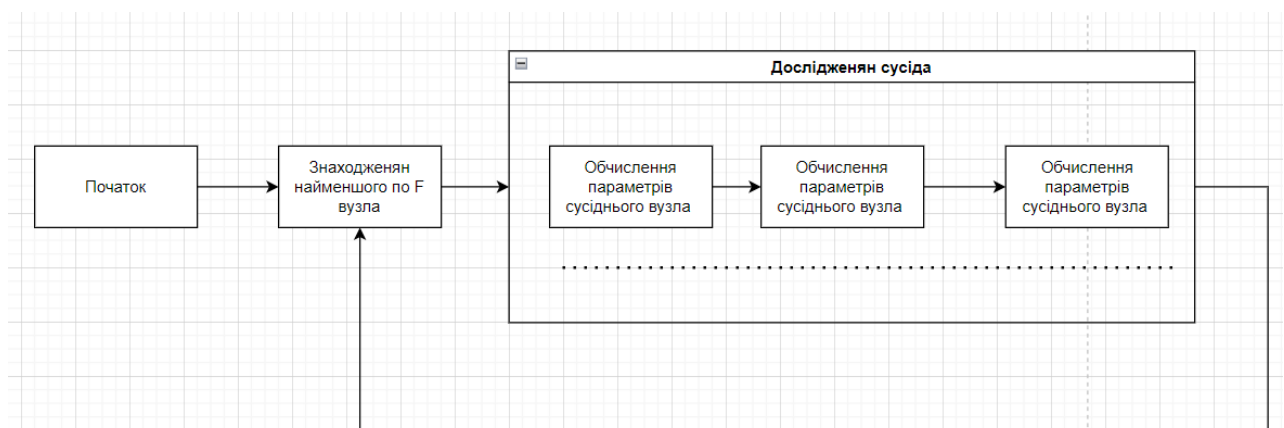 Дослідженян сусіда
Початок
Знаходженян
найменшого по F
вузла
Обчислення
параметрів
сусіднього вузла
Обчислення
параметрів
сусіднього вузла
Обчислення
параметрів
сусіднього вузла